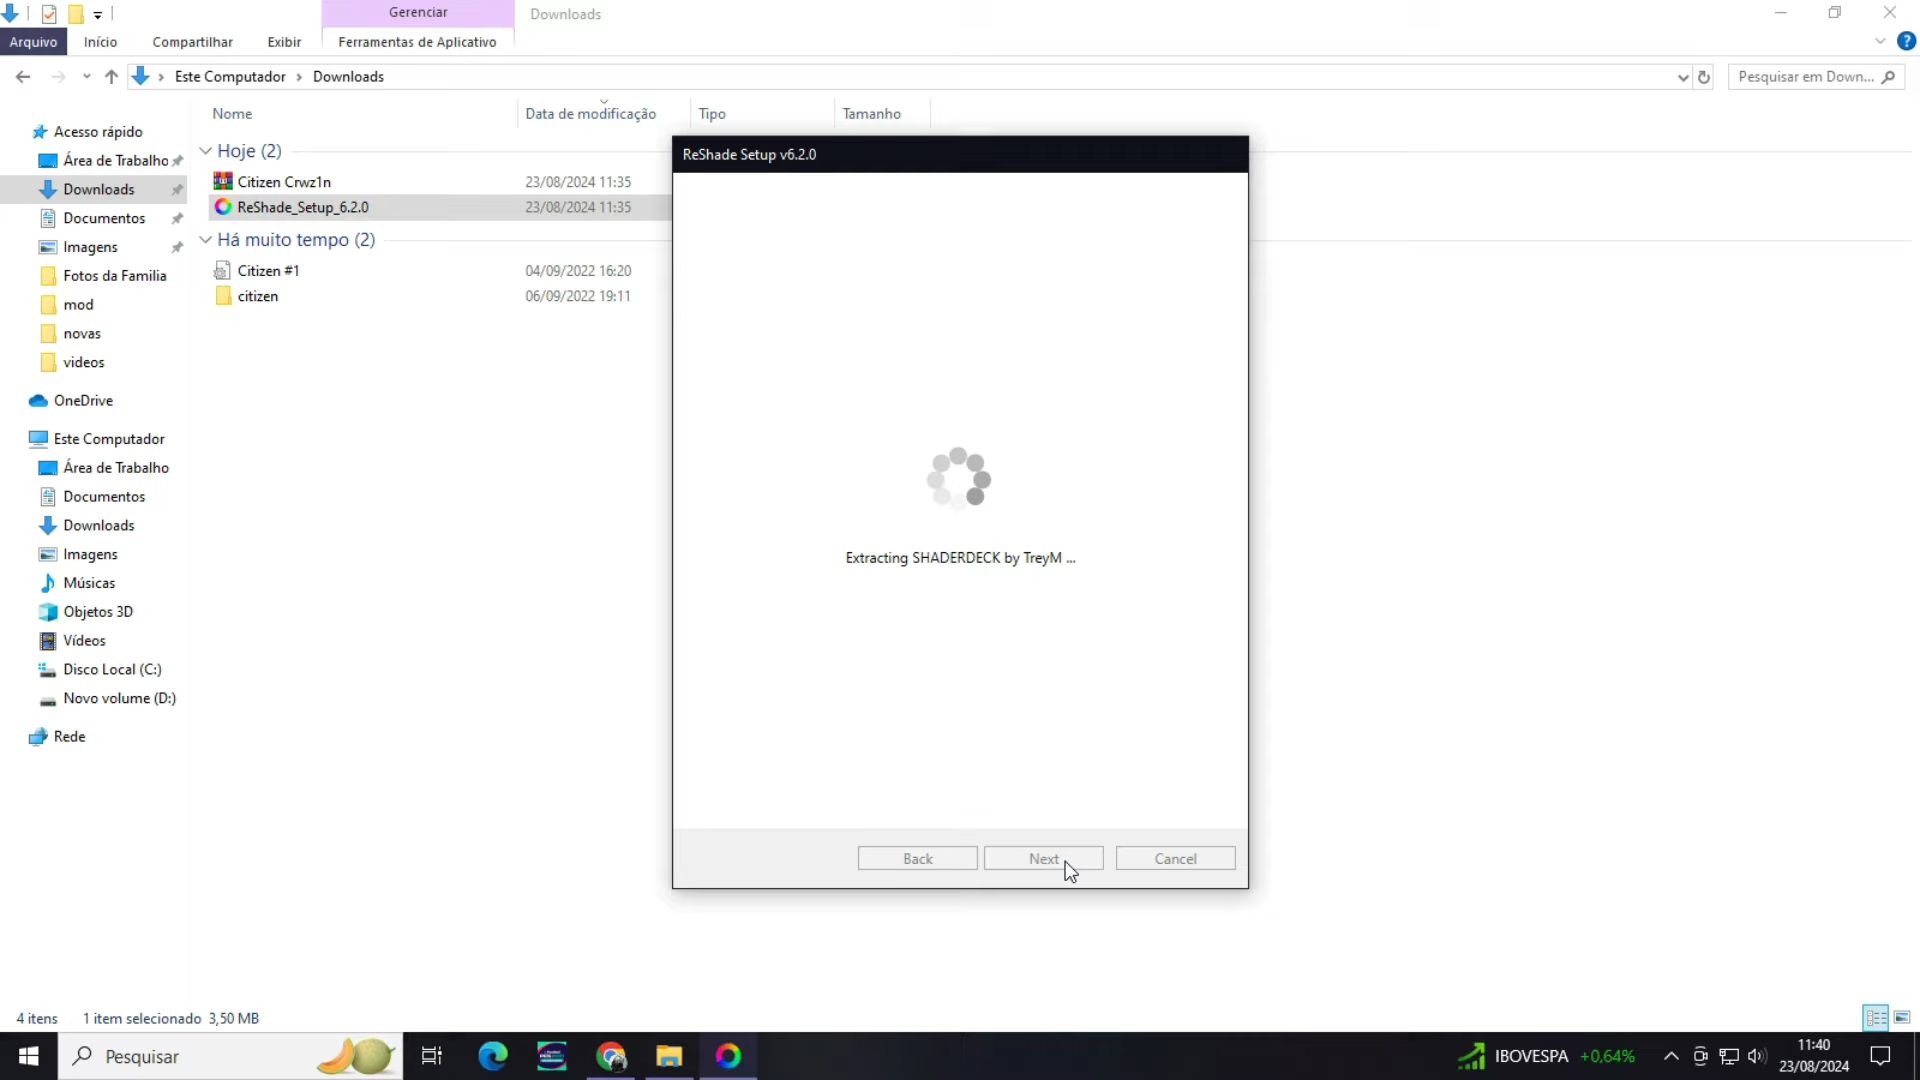 Gerenciar
Downloads
Arquivo
Início
Compartilhar
Exibir
Ferramentas de Aplicativo
Este Computador
Downloads
Pesquisar em Down...
Nome
Data de modificação
Tipo
Tamanho
Acesso rápido
Área de Trabalho
Downloads
Documentos
Imagens
Fotos da Familia
mod
novas
videos
OneDrive
Este Computador
Área de Trabalho
Documentos
Downloads
Imagens
Músicas
Objetos 3D
Vídeos
Disco Local (C:)
Novo volume (D:)
Rede
Hoje (2)
Citizen Crwz1n 23/08/2024 11:35
ReShade_Setup_6.2.0 23/08/2024 11:35
Há muito tempo (2)
Citizen #1 04/09/2022 16:20
citizen 06/09/2022 19:11
ReShade Setup v6.2.0
Extracting SHADERDECK by TreyM ...
Back
Next
Cancel
4 itens
1 item selecionado 3,50 MB
Pesquisar
IBOVESPA +0,64%
11:40
23/08/2024